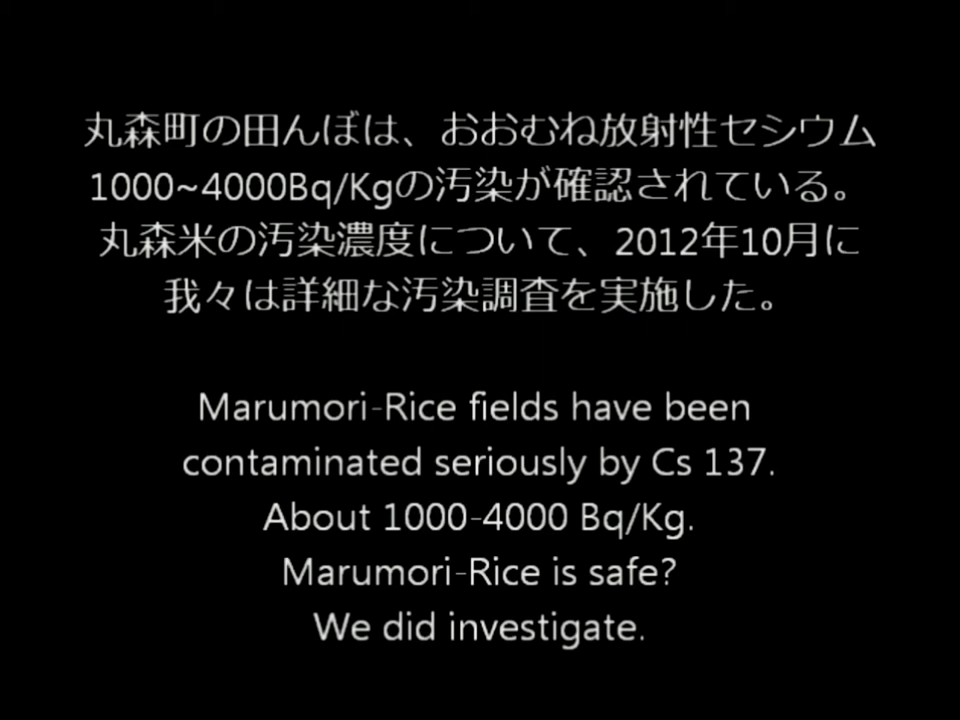 丸森町の田んぼは、おおむね放射性セシウム
1000~4000Bq/Kgの汚染が確認されている。
丸森米の汚染濃度について、2012年10月に
我々は詳細な汚染調査を実施した。
Marumori-Rice fields have been
contaminated seriously by Cs 137.
About 1000-4000 Bq/Kg.
Marumori-Rice is safe?
We did investigate.